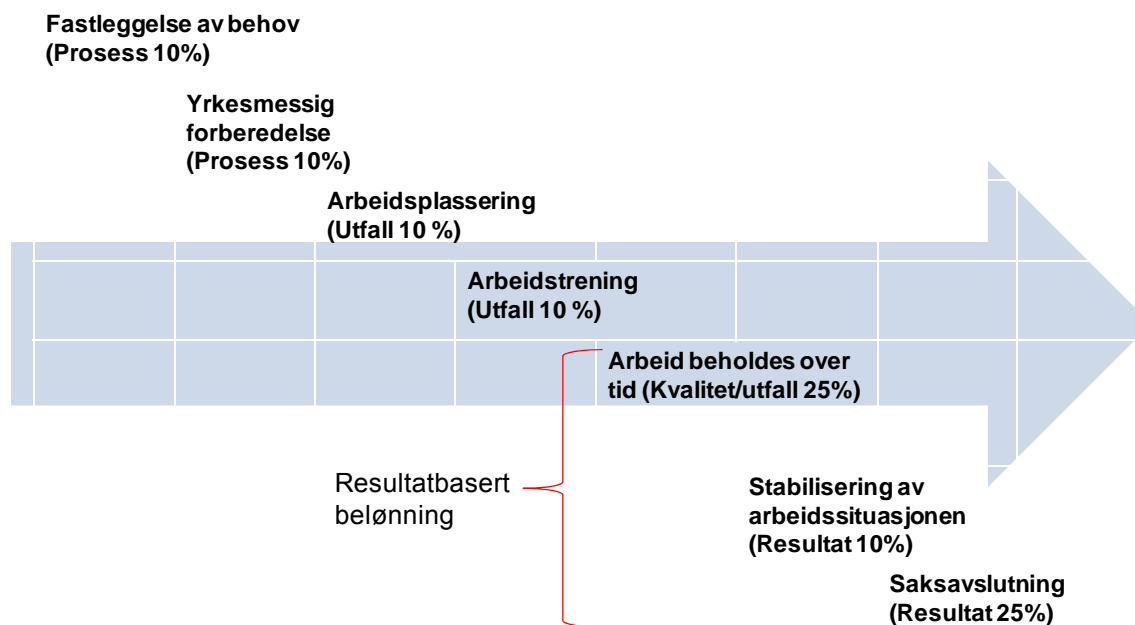 Fastleggelse av behov
(Prosess 10%)
Yrkesmessig
forberedelse
(Prosess 10%)
Arbeidsplassering
(Utfall 10 %)
Arbeidstrening
(Utfall 10 %)
Arbeid beholdes over
tid (Kvalitet/utfall 25%)
Resultatbasert
belønning
Stabilisering av
arbeidssituasjonen
(Resultat 10%)
Saksavslutning
(Resultat 25%)